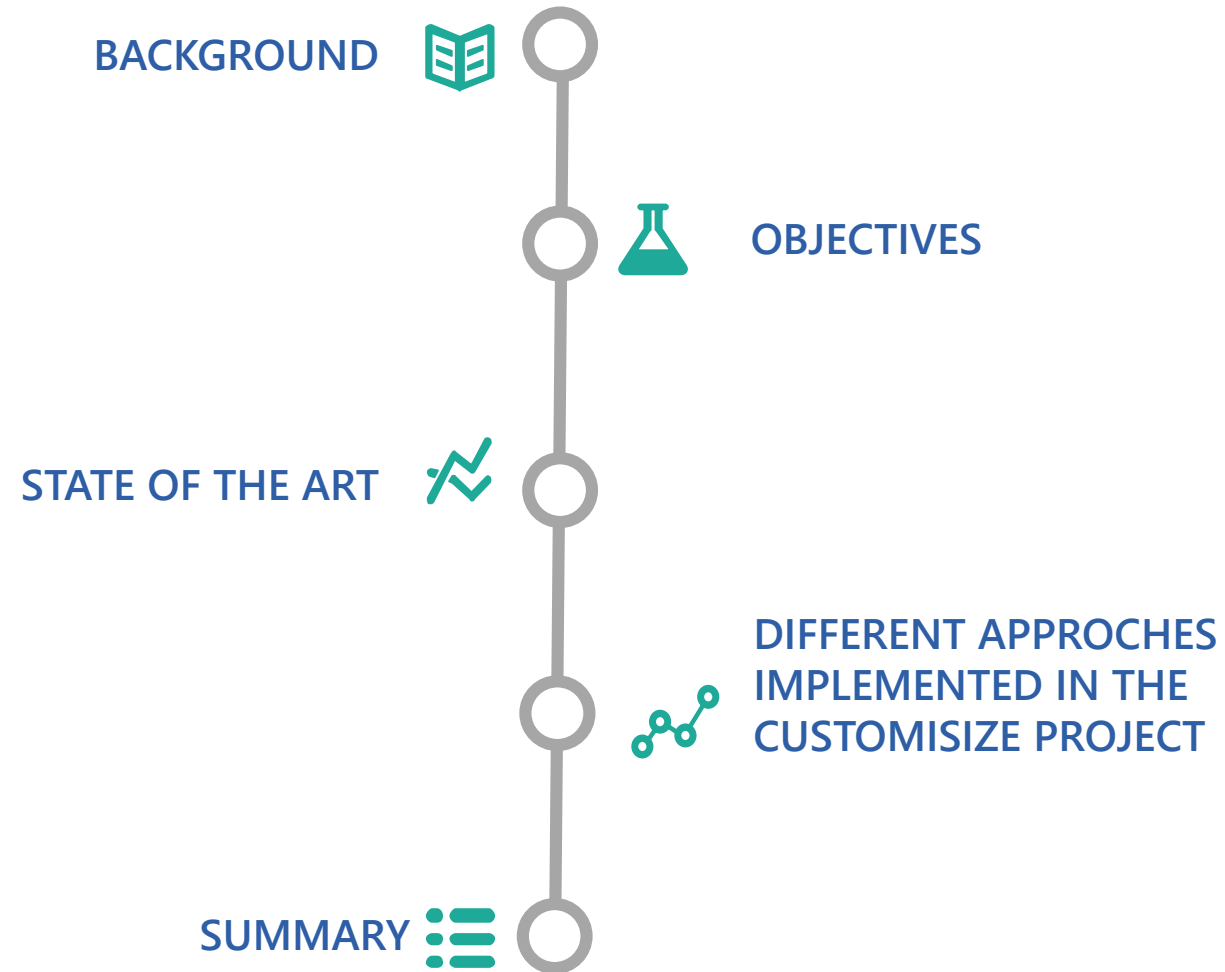 BACKGROUND
OBJECTIVES
STATE OF THE ART
DIFFERENT APPROCHES
IMPLEMENTED IN THE
CUSTOMISIZE PROJECT
SUMMARY